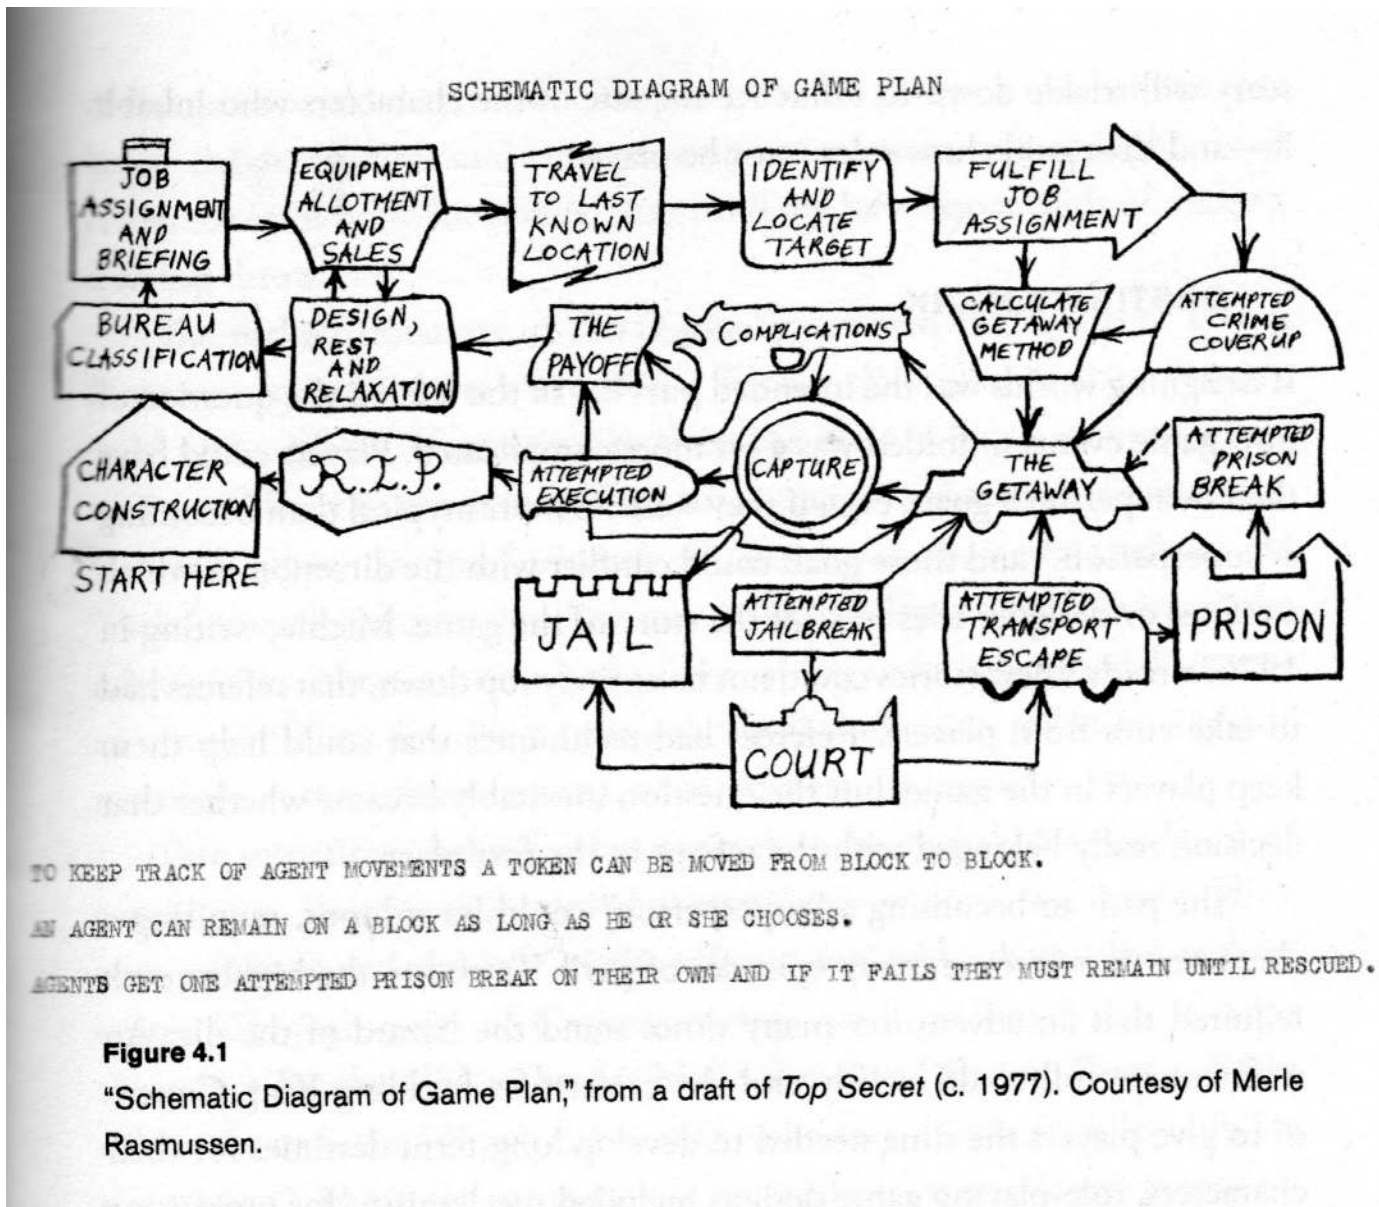 SCHEMATIC DIAGRAM OF GAME PLAN
JOB
ASSIGNMENT
AND
BRIEFING
EQUIPMENT
ALLOTMENT
AND
SALES
TRAVEL
TO LAST
KNOWN
LOCATION
IDENTIFY
AND
LOCATE
TARGET
FULFILL
JOB
ASSIGNMENT
BUREAU
CLASSIFICATION
DESIGN,
REST
AND
RELAXATION
THE
PAYOFF
COMPLICATIONS
CALCULATE
GETAWAY
METHOD
ATTEMPTED
CRIME
COVERUP
CHARACTER
CONSTRUCTION
START HERE
R.I.P.
ATTEMPTED
EXECUTION
CAPTURE
THE
GETAWAY
ATTEMPTED
PRISON
BREAK
JAIL
ATTEMPTED
JAILBREAK
ATTEMPTED
TRANSPORT
ESCAPE
PRISON
COURT
TO KEEP TRACK OF AGENT MOVEMENTS A TOKEN CAN BE MOVED FROM BLOCK TO BLOCK.
AN AGENT CAN REMAIN ON A BLOCK AS LONG AS HE OR SHE CHOOSES.
AGENTS GET ONE ATTEMPTED PRISON BREAK ON THEIR OWN AND IF IT FAILS THEY MUST REMAIN UNTIL RESCUED.
Figure 4.1
“Schematic Diagram of Game Plan,” from a draft of Top Secret (c. 1977). Courtesy of Merle
Rasmussen.